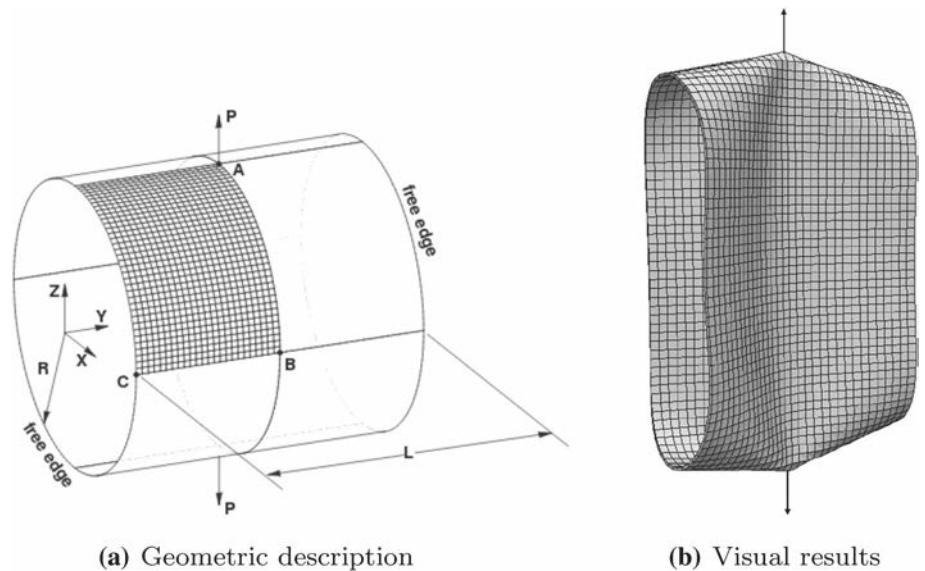 P
A
free edge
Z
Y
X
R
B
C
free edge
L
P
(a) Geometric description
(b) Visual results